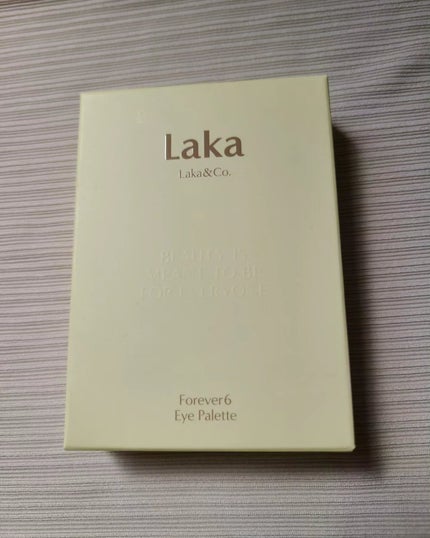 Laka
Laka&Co.
BEAUTY IS
MEANT TO BE
FOR EVERYONE
Forever6
Eye Palette